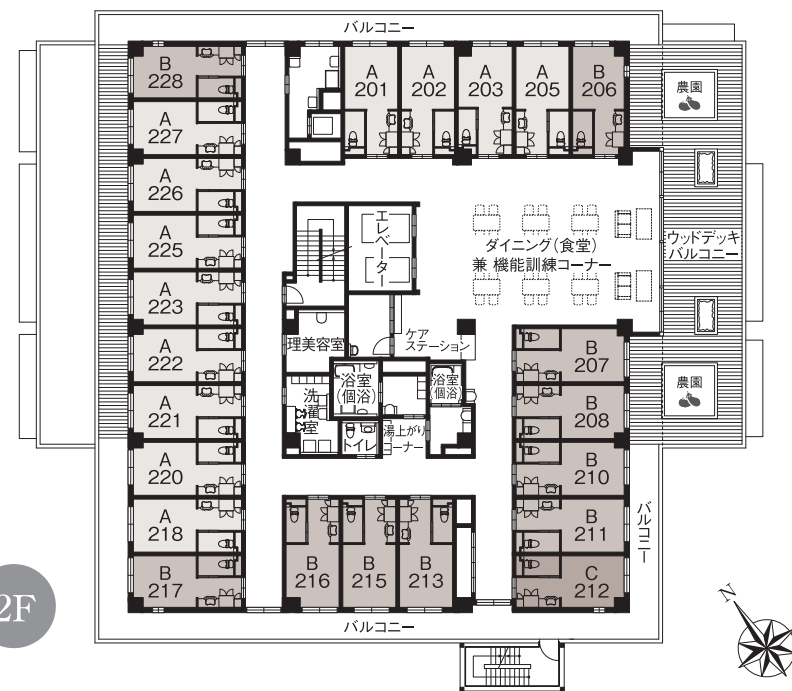 バルコニー
B
228
A
201
A
202
A
203
A
205
B
206
農園
A
227
A
226
A
225
A
223
A
222
A
221
A
220
A
218
B
217
エレベーター
ダイニング(食堂)
兼 機能訓練コーナー
ウッドデッキ
バルコニー
理美容室
ケア
ステーション
浴室
(個浴)
浴室
(個浴)
洗濯室
トイレ
湯上がり
コーナー
B
207
B
208
農園
B
210
B
211
C
212
バルコニー
B
216
B
215
B
213
2F
バルコニー
N